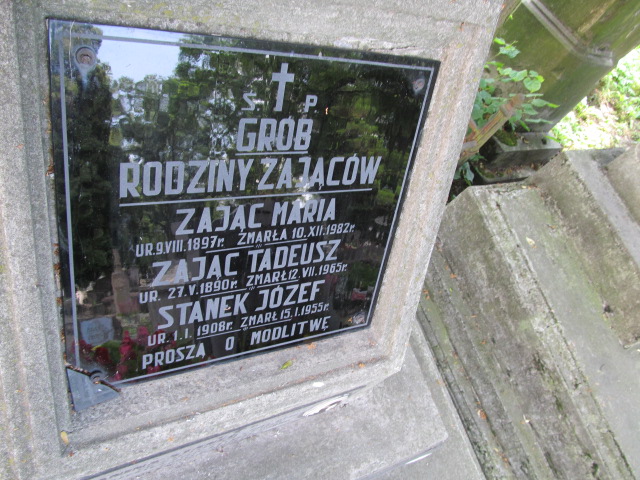 Ś P
GRÓB
RODZINY ZAJĄCÓW
ZAJĄC MARIA
UR. 9.VIII.1897r. ZMARŁA 10.XII.1982r.
ZAJĄC TADEUSZ
UR. 27.V.1890r. ZMARŁ 12.VII.1965r.
STANEK JÓZEF
UR. 1.I.1908r. ZMARŁ 15.I.1955r.
PROSZĄ O MODLITWĘ